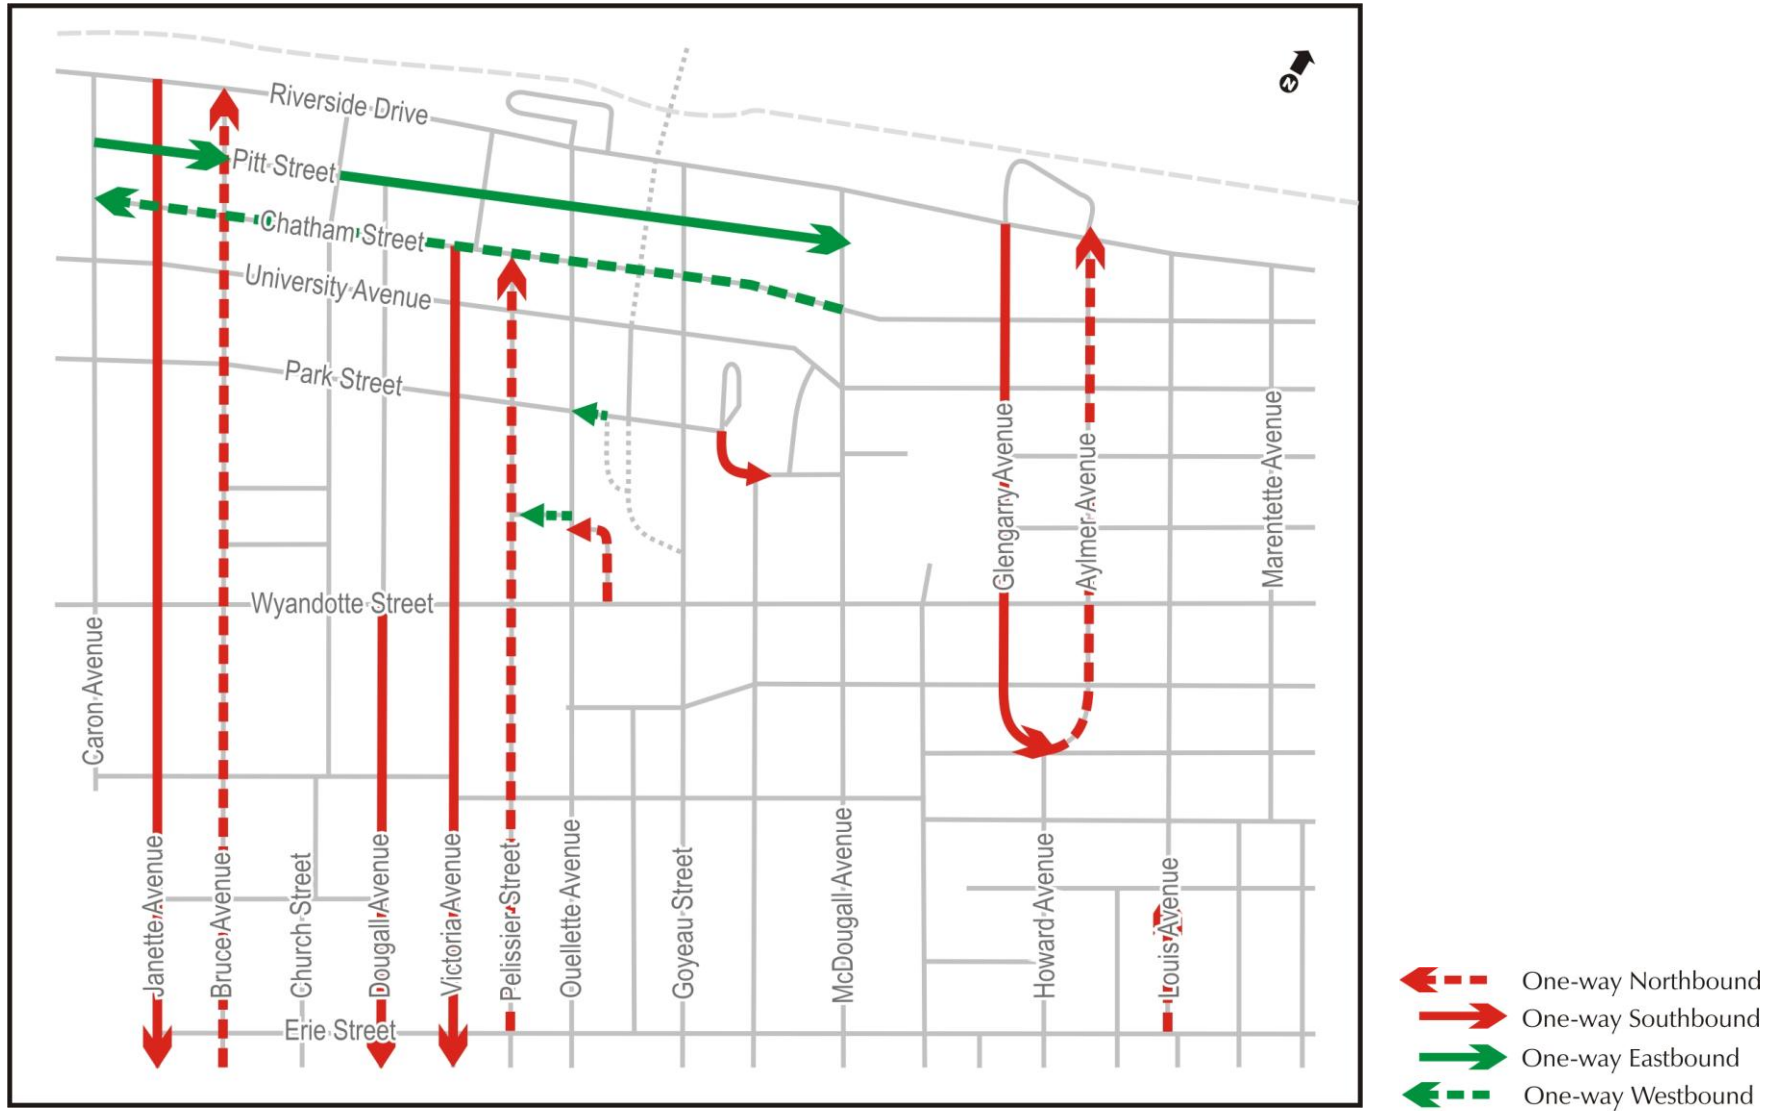 N
Riverside Drive
Pitt Street
Chatham Street
University Avenue
Park Street
Wyandotte Street
Caron Avenue
Glengarry Avenue
Aylmer Avenue
Marentette Avenue
Janette Avenue
Bruce Avenue
Church Street
Dougall Avenue
Victoria Avenue
Pelissier Street
Ouellette Avenue
Goyeau Street
McDougall Avenue
Howard Avenue
Louis Avenue
Erie Street
One-way Northbound
One-way Southbound
One-way Eastbound
One-way Westbound